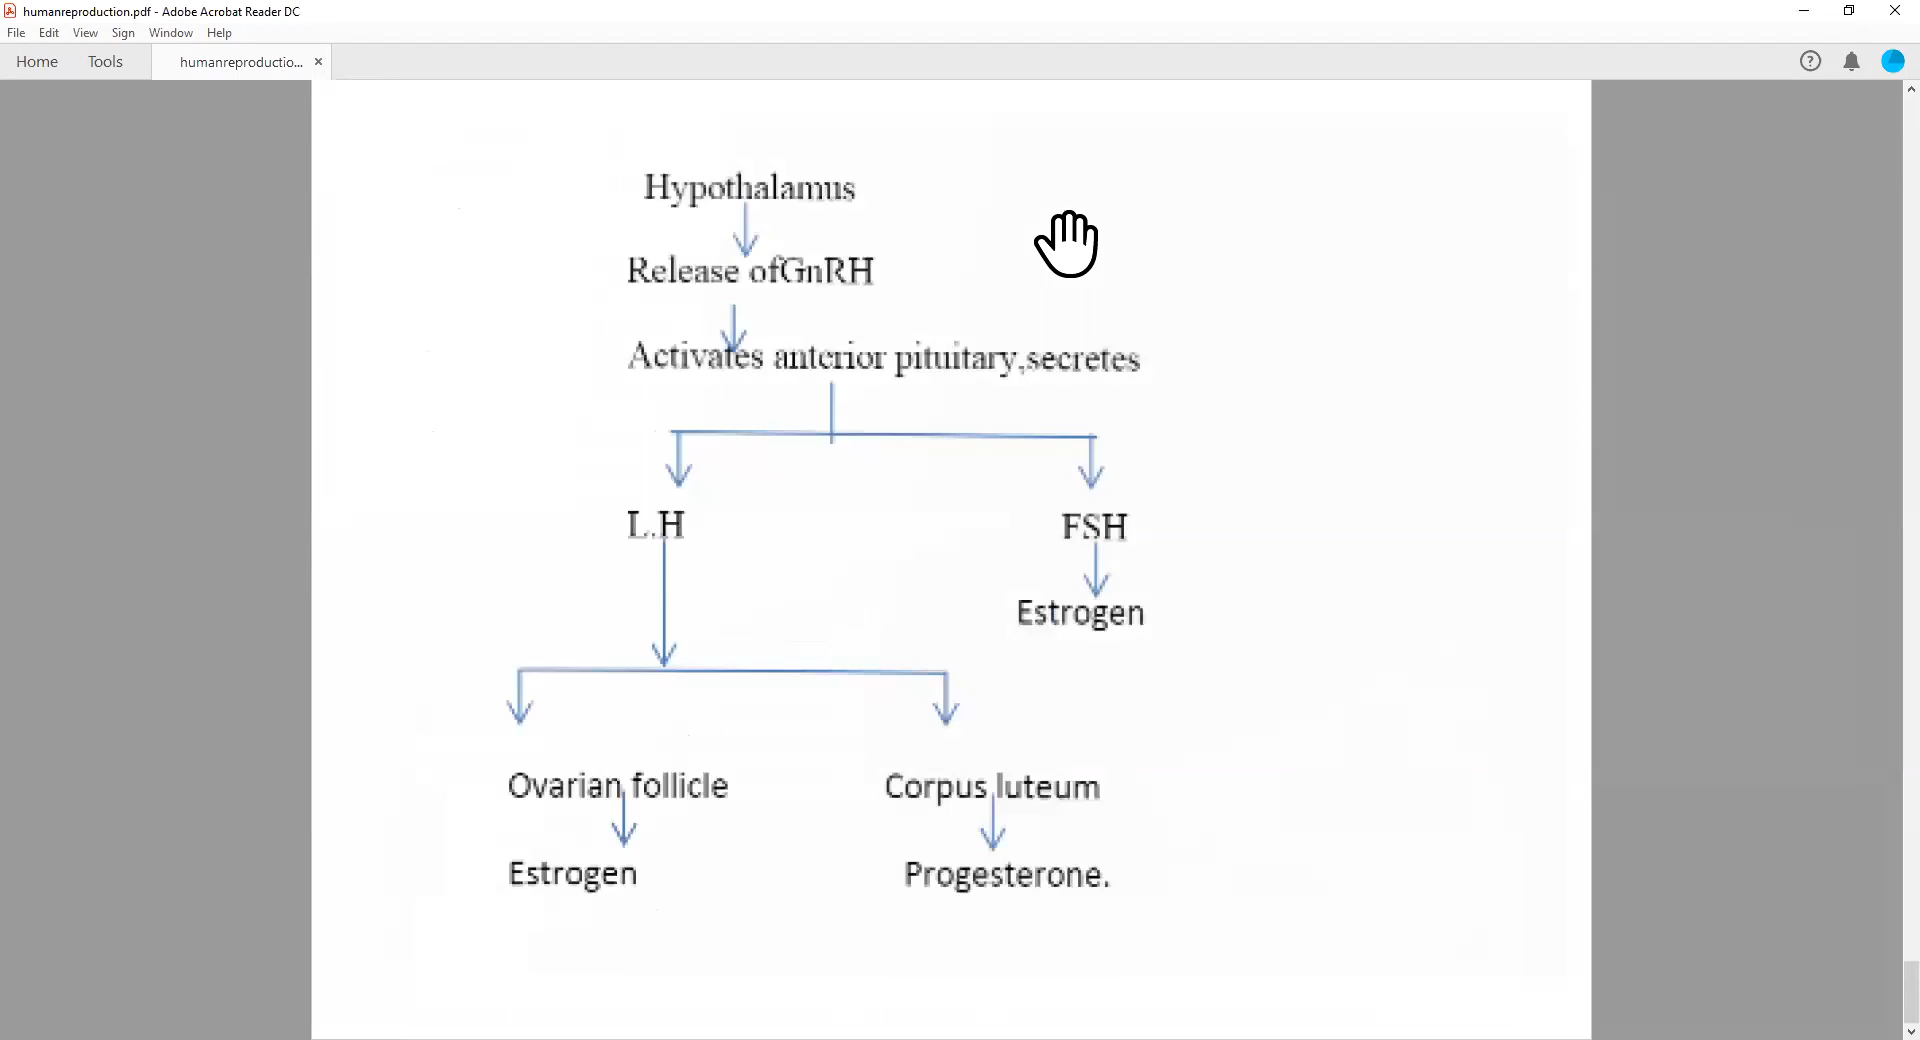 humanreproduction.pdf - Adobe Acrobat Reader DC
File Edit View Sign Window Help
Home Tools humanreproductio...
Hypothalamus
Release ofGnRH
Activates anterior pituitary,secretes
L.H FSH
Estrogen
Ovarian follicle Corpus luteum
Estrogen Progesterone.